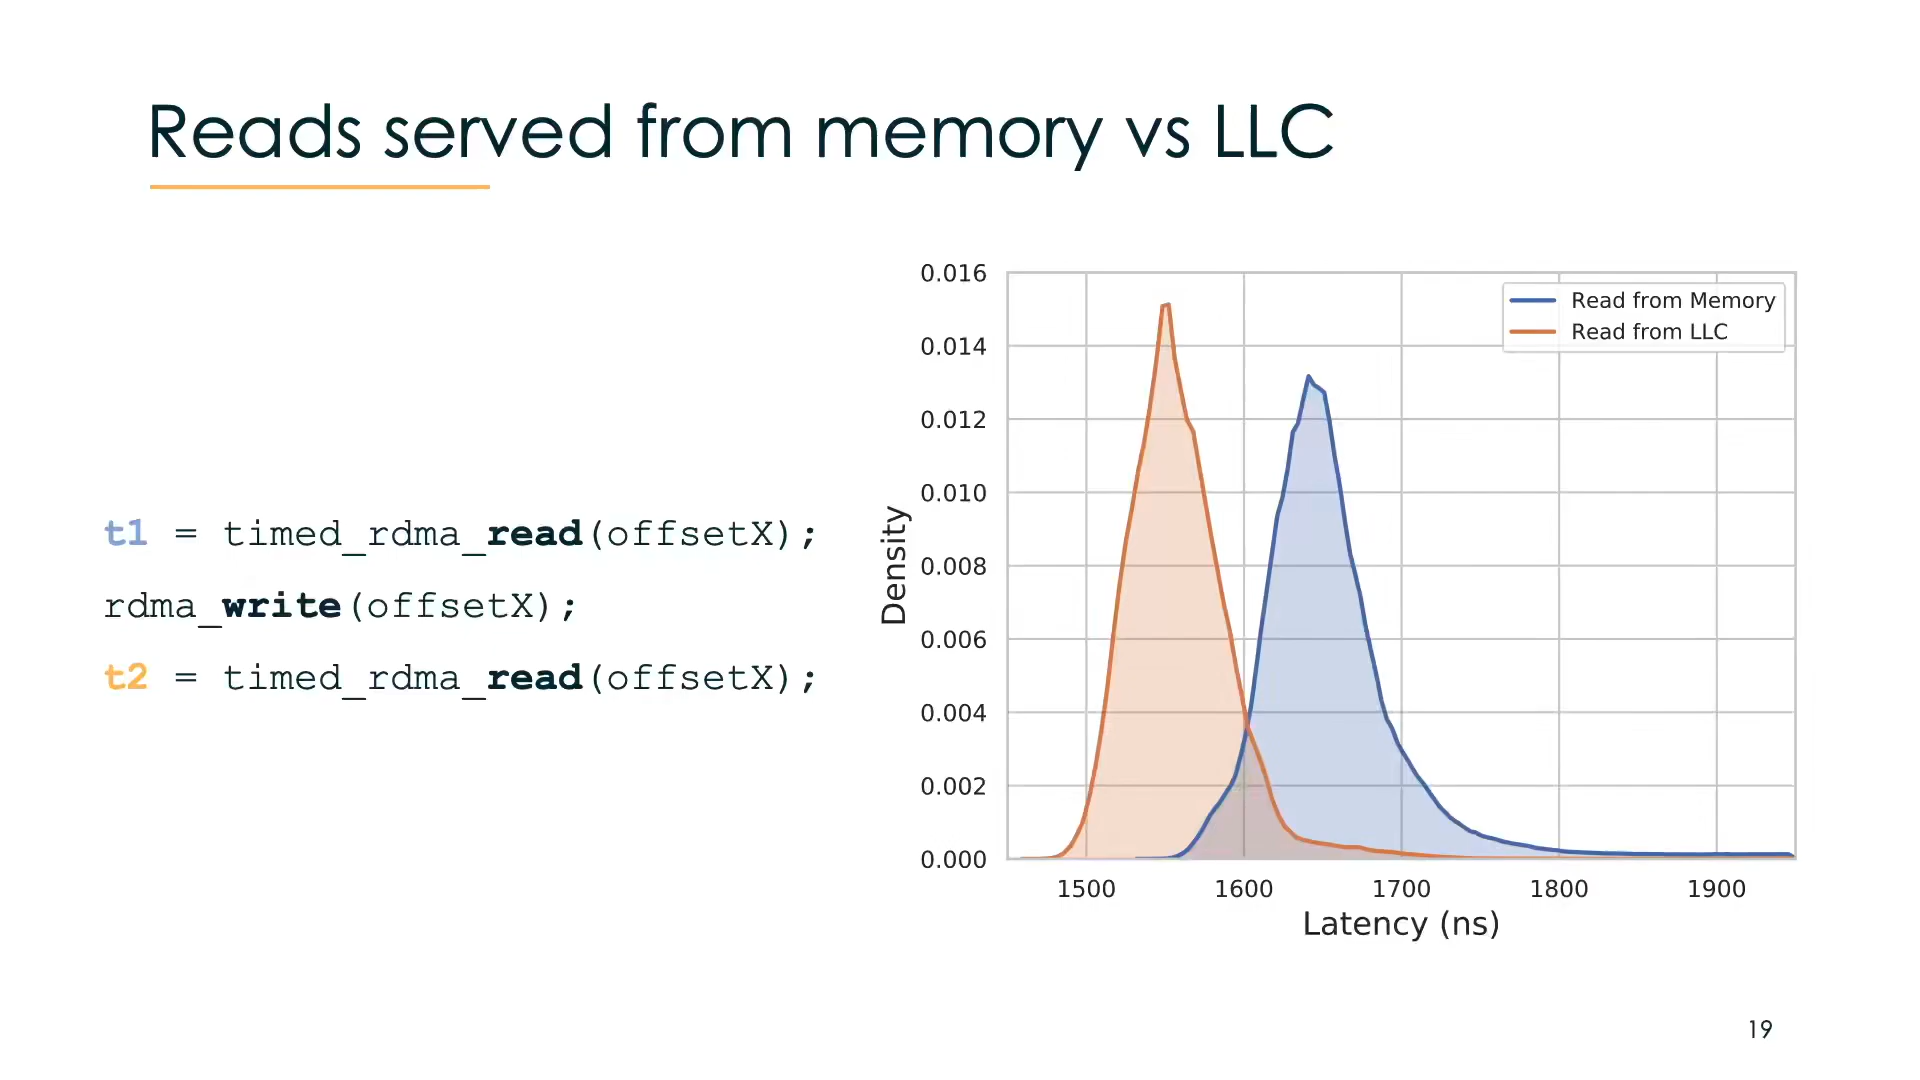 Reads served from memory vs LLC
t1 = timed_rdma_read(offsetX);
rdma_write(offsetX);
t2 = timed_rdma_read(offsetX);
Density
0.016
0.014
0.012
0.010
0.008
0.006
0.004
0.002
0.000
Read from Memory
Read from LLC
1500 1600 1700 1800 1900
Latency (ns)
19